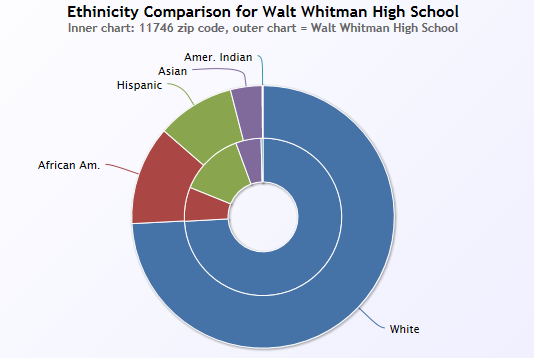 Ethinicity Comparison for Walt Whitman High School
Inner chart: 11746 zip code, outer chart = Walt Whitman High School
Amer. Indian
Asian
Hispanic
African Am.
White